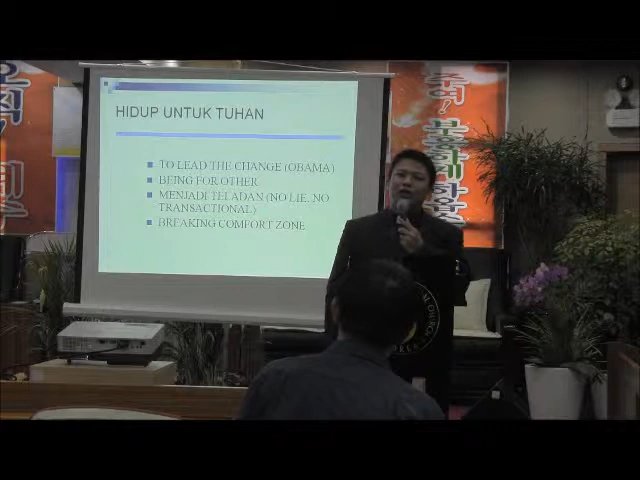 HIDUP UNTUK TUHAN
TO LEAD THE CHANGE (OBAMA)
BEING FOR OTHER
MENJADI TELADAN (NO LIE, NO
TRANSACTIONAL)
BREAKING COMFORT ZONE